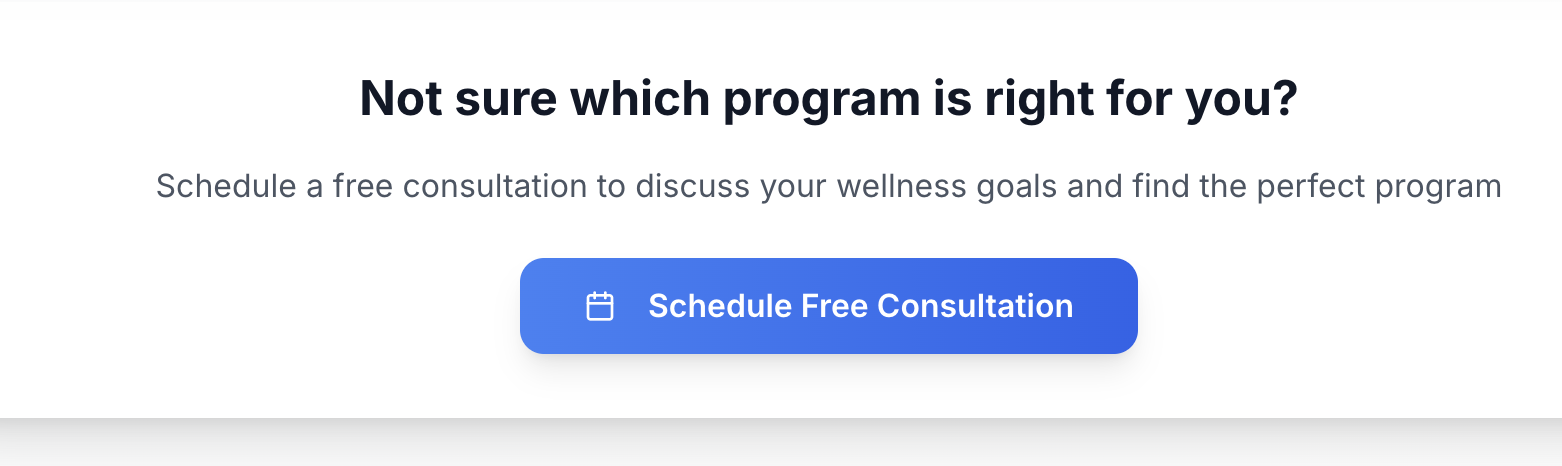 Not sure which program is right for you?
Schedule a free consultation to discuss your wellness goals and find the perfect program
Schedule Free Consultation